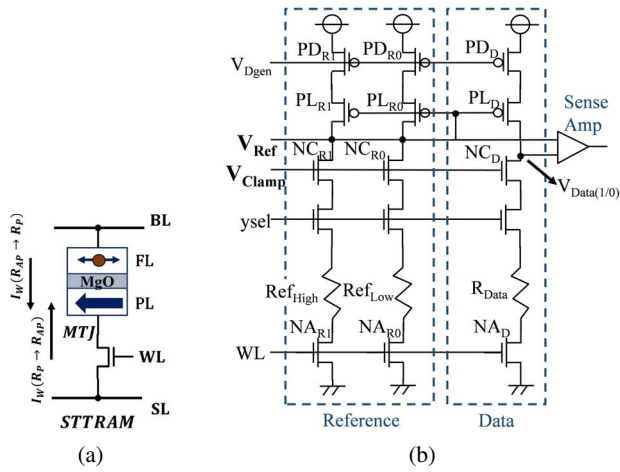 PD_R1 PD_R0 PD_D
V_Dgen
PL_R1 PL_R0 PL_D
Sense
Amp
V_Ref
NC_R1 NC_R0 NC_D
V_Clamp
V_Data(1/0)
ysel
Ref_High Ref_Low R_Data
NA_R1 NA_R0 NA_D
WL
Reference Data
BL
FL
MgO
PL
MTJ
I_W(R_AP → R_P)
I_W(R_P → R_AP)
WL
SL
STTRAM
(a) (b)